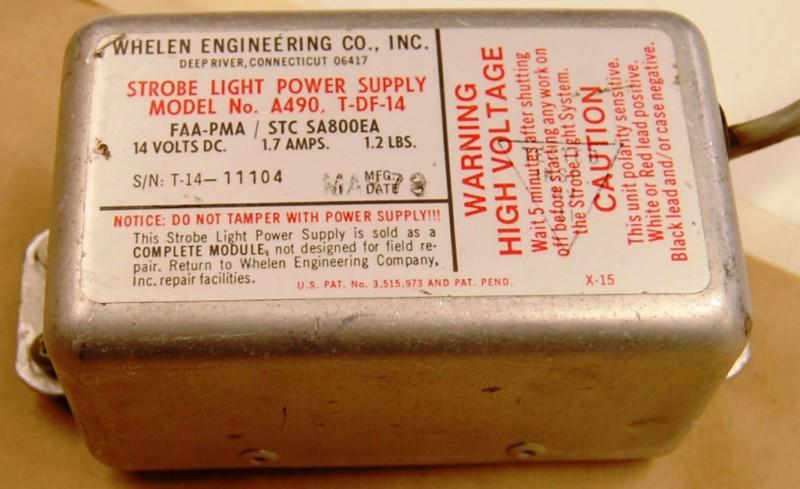 WHELEN ENGINEERING CO., INC.
DEEP RIVER, CONNECTICUT 06417
STROBE LIGHT POWER SUPPLY
MODEL No. A490, T-DF-14
FAA-PMA / STC SA800EA
14 VOLTS DC. 1.7 AMPS. 1.2 LBS.
S/N: T-14-11104
MFG.
DATE
NOTICE: DO NOT TAMPER WITH POWER SUPPLY!!!
This Strobe Light Power Supply is sold as a
COMPLETE MODULE, not designed for field re-
pair. Return to Whelen Engineering Company,
Inc. repair facilities.
U.S. PAT. No. 3,515,973 AND PAT. PEND.
X-15
WARNING
HIGH VOLTAGE
Wait 5 minutes after shutting
off before starting any work on
the Strobe Light System.
CAUTION
This unit polarity sensitive.
White or Red lead positive.
Black lead and/or case negative.